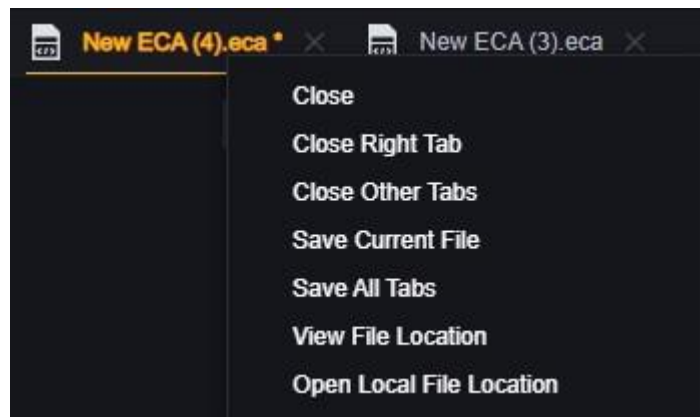 New ECA (4).eca * New ECA (3).eca
Close
Close Right Tab
Close Other Tabs
Save Current File
Save All Tabs
View File Location
Open Local File Location